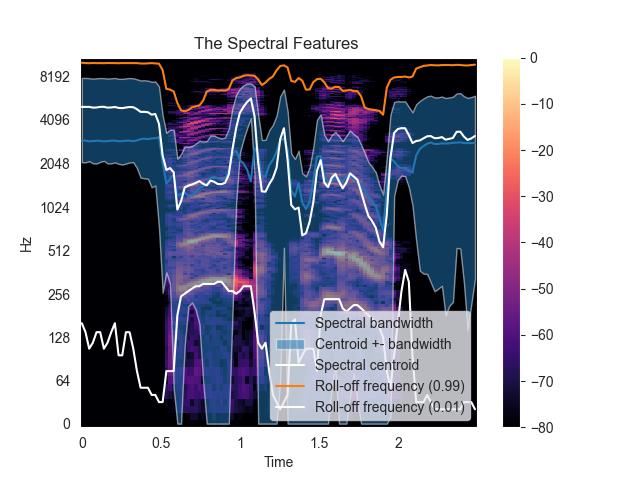 The Spectral Features
8192
4096
2048
1024
512
256
128
64
0
Hz
0
0.5
1
1.5
2
Time
Spectral bandwidth
Centroid +- bandwidth
Spectral centroid
Roll-off frequency (0.99)
Roll-off frequency (0.01)
0
−10
−20
−30
−40
−50
−60
−70
−80